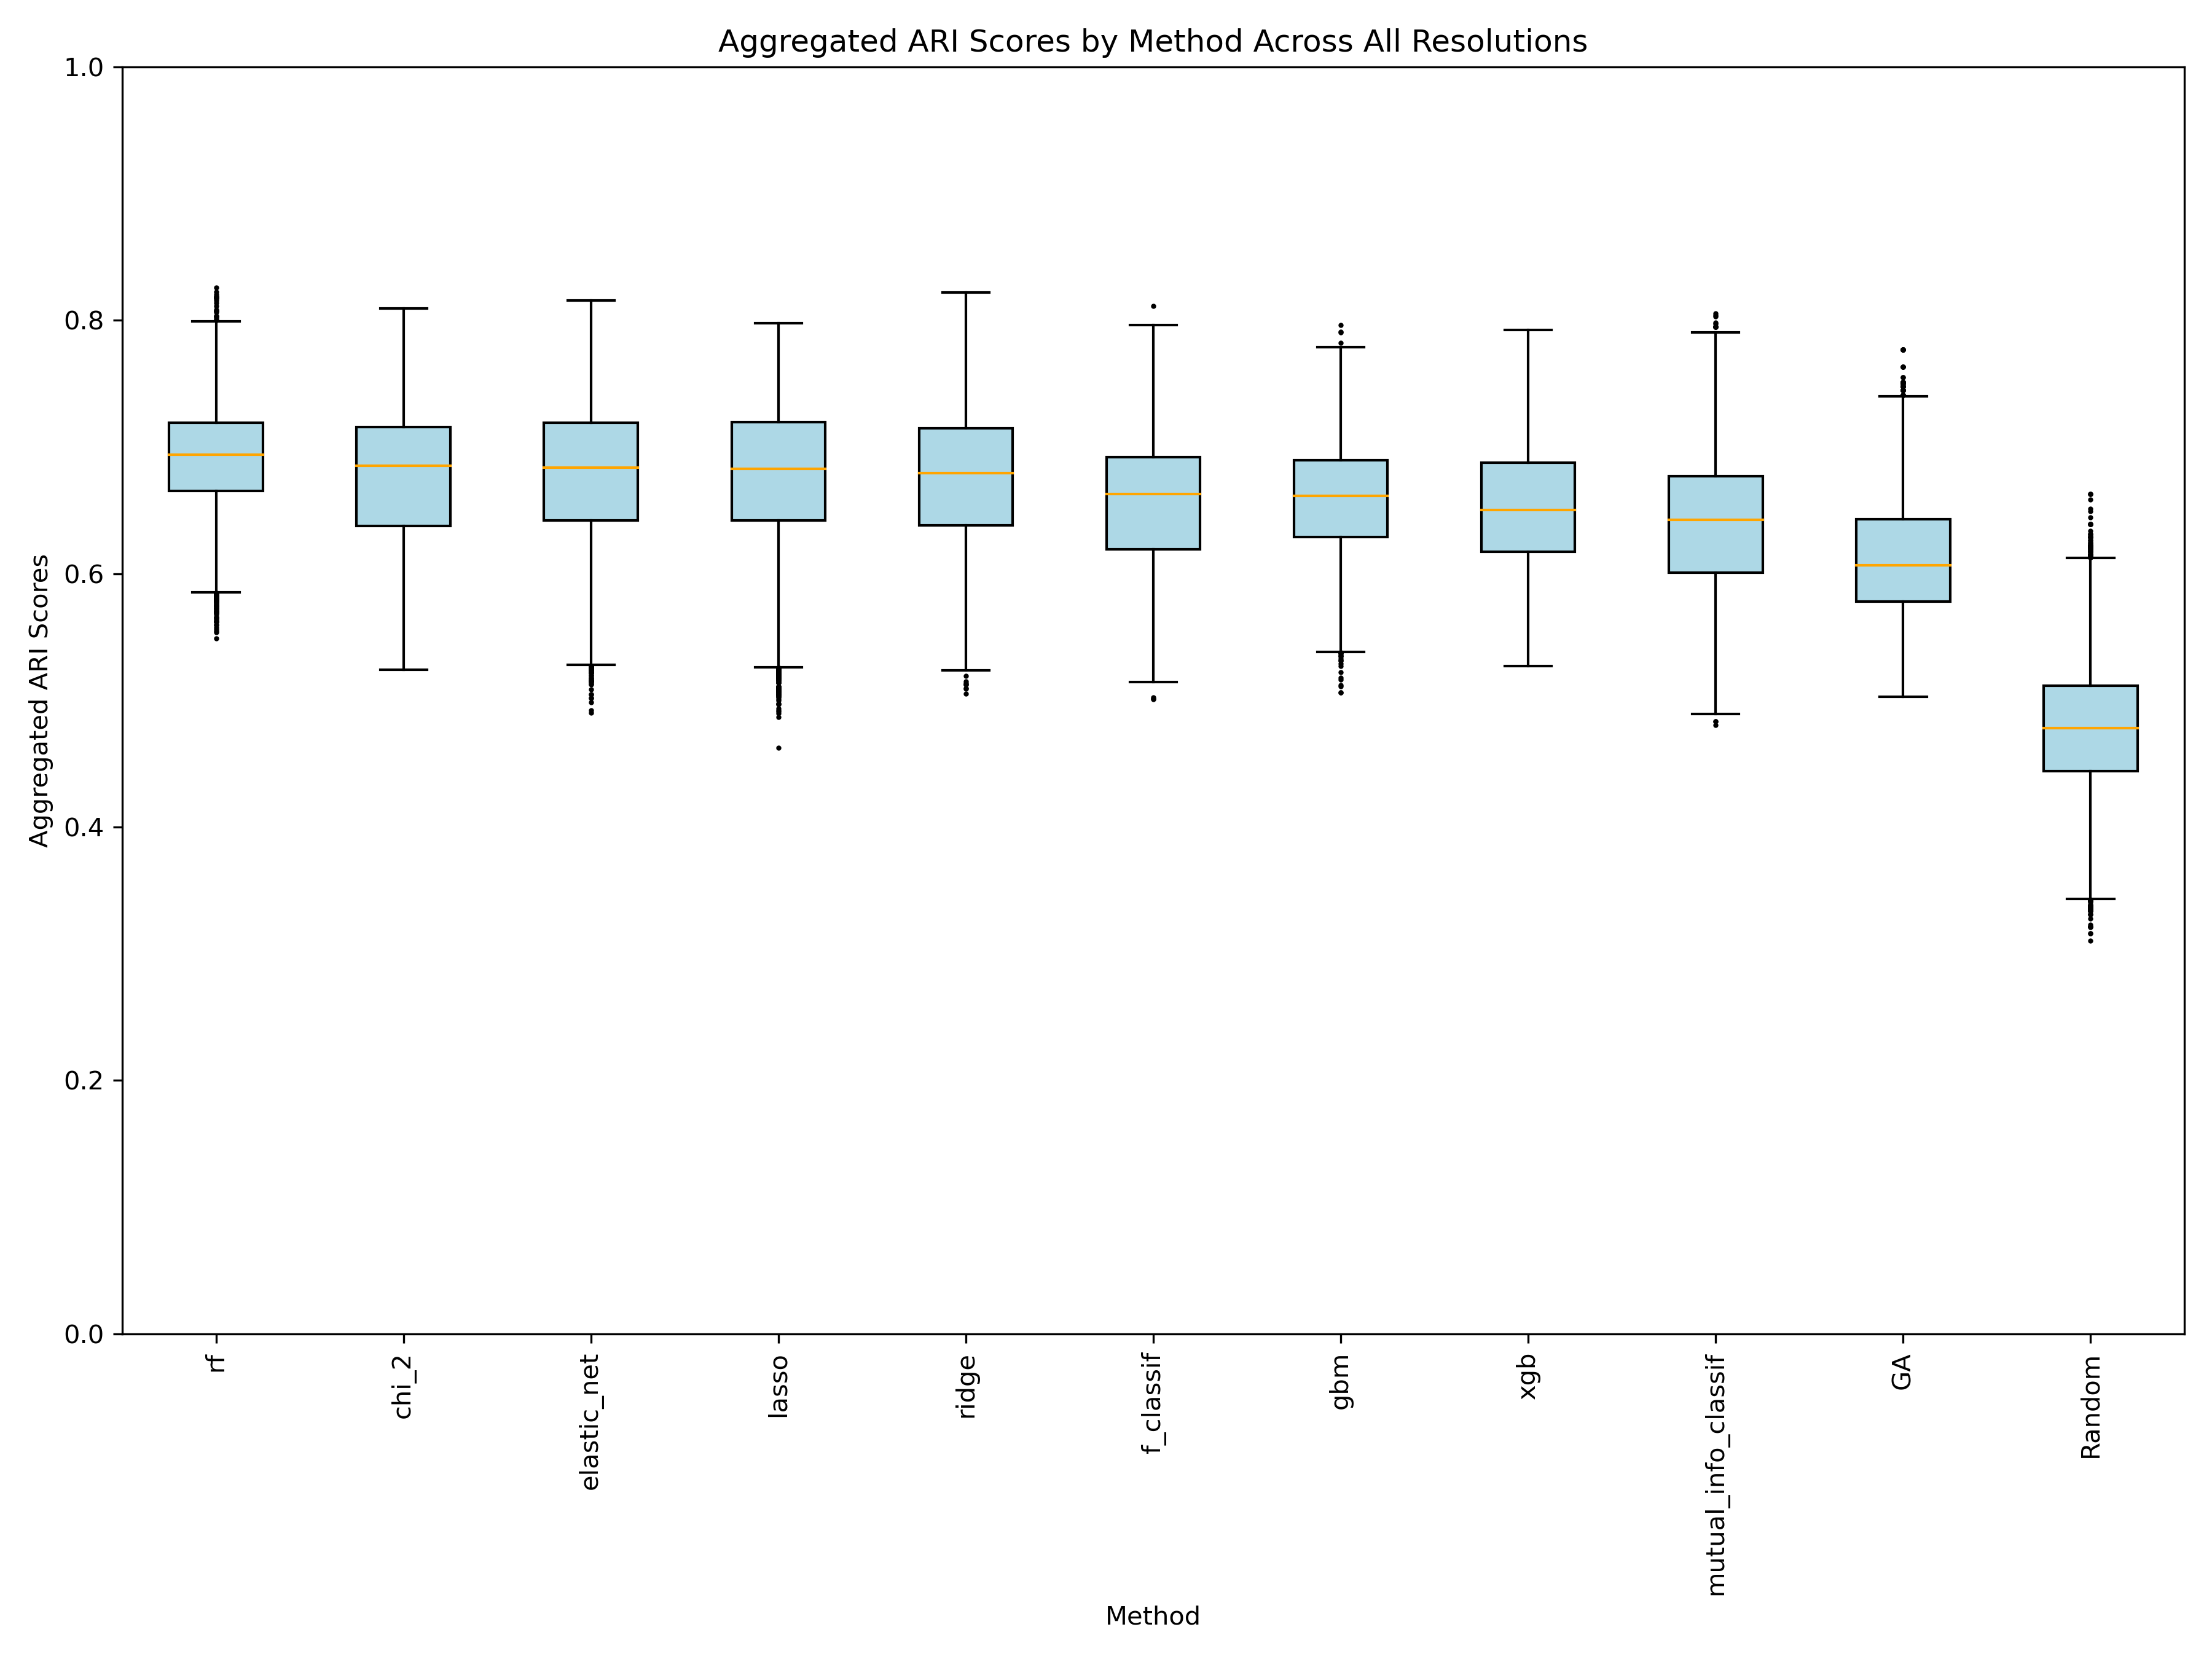 Aggregated ARI Scores by Method Across All Resolutions
Aggregated ARI Scores
1.0
0.8
0.6
0.4
0.2
0.0
rf
chi_2
elastic_net
lasso
ridge
f_classif
gbm
xgb
mutual_info_classif
GA
Random
Method